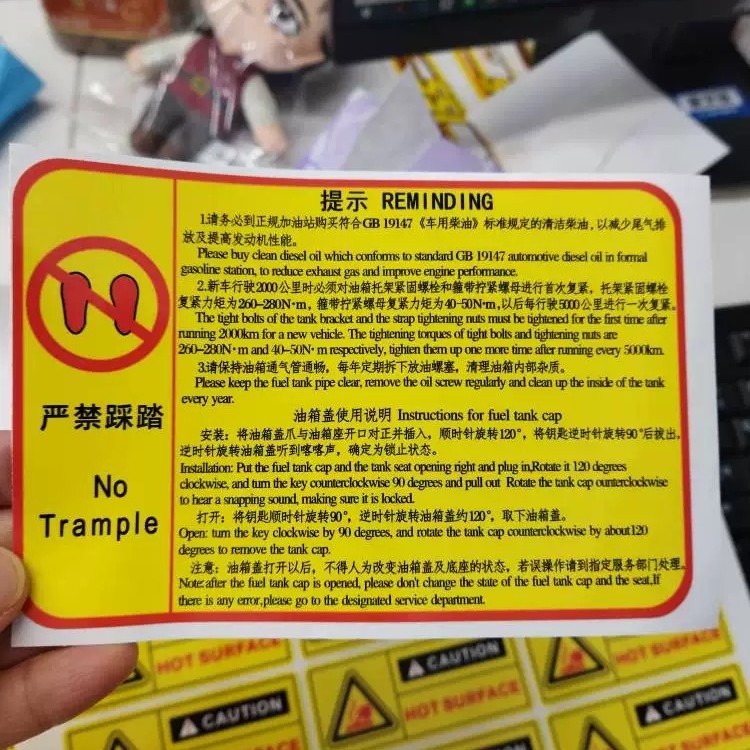 严禁踩踏
No
Trample
提示 REMINDING
1.请务必到正规加油站购买符合GB 19147《车用柴油》标准规定的清洁柴油,以减少尾气排
放及提高发动机性能。
Please buy clean diesel oil which conforms to standard GB 19147 automotive diesel oil in formal
gasoline station, to reduce exhaust gas and improve engine performance.
2.新车行驶2000公里时必须对油箱托架紧固螺栓和箍带拧紧螺母进行首次复紧,托架紧固螺栓
复紧力矩为260-280N·m,箍带拧紧螺母复紧力矩为40-50N·m,以后每行驶5000公里进行一次复紧。
The tight bolts of the tank bracket and the strap tightening nuts must be tightened for the first time after
running 2000km for a new vehicle. The tightening torques of tight bolts and tightening nuts are
260-280N·m and 40-50N·m respectively, tighten them up one more time after running every 5000km.
3.请保持油箱通气管通畅,每年定期拆下放油螺塞,清理油箱内部杂质。
Please keep the fuel tank pipe clear, remove the oil screw regularly and clean up the inside of the tank
every year.
油箱盖使用说明 Instructions for fuel tank cap
安装:将油箱盖爪与油箱座开口对正并插入,顺时针旋转120°,将钥匙逆时针旋转90°后拔出,
逆时针旋转油箱盖听到喀喀声,确定为锁止状态。
Installation: Put the fuel tank cap and the tank seat opening right and plug in,Rotate it 120 degrees
clockwise, and turn the key counterclockwise 90 degrees and pull out Rotate the tank cap ounterclockwise
to hear a snapping sound, making sure it is locked.
打开:将钥匙顺时针旋转90°,逆时针旋转油箱盖约120°,取下油箱盖。
Open: turn the key clockwise by 90 degrees, and rotate the tank cap counterclockwise by about120
degrees to remove the tank cap.
注意:油箱盖打开以后,不得人为改变油箱盖及底座的状态,若误操作请到指定服务部门处理。
Note:after the fuel tank cap is opened, please don't change the state of the fuel tank cap and the seat,If
there is any error,please go to the designated service department.
HOT SURFACE
CAUTION
HOT SURFACE
HOT SURFACE
CAUTION
CAUTION